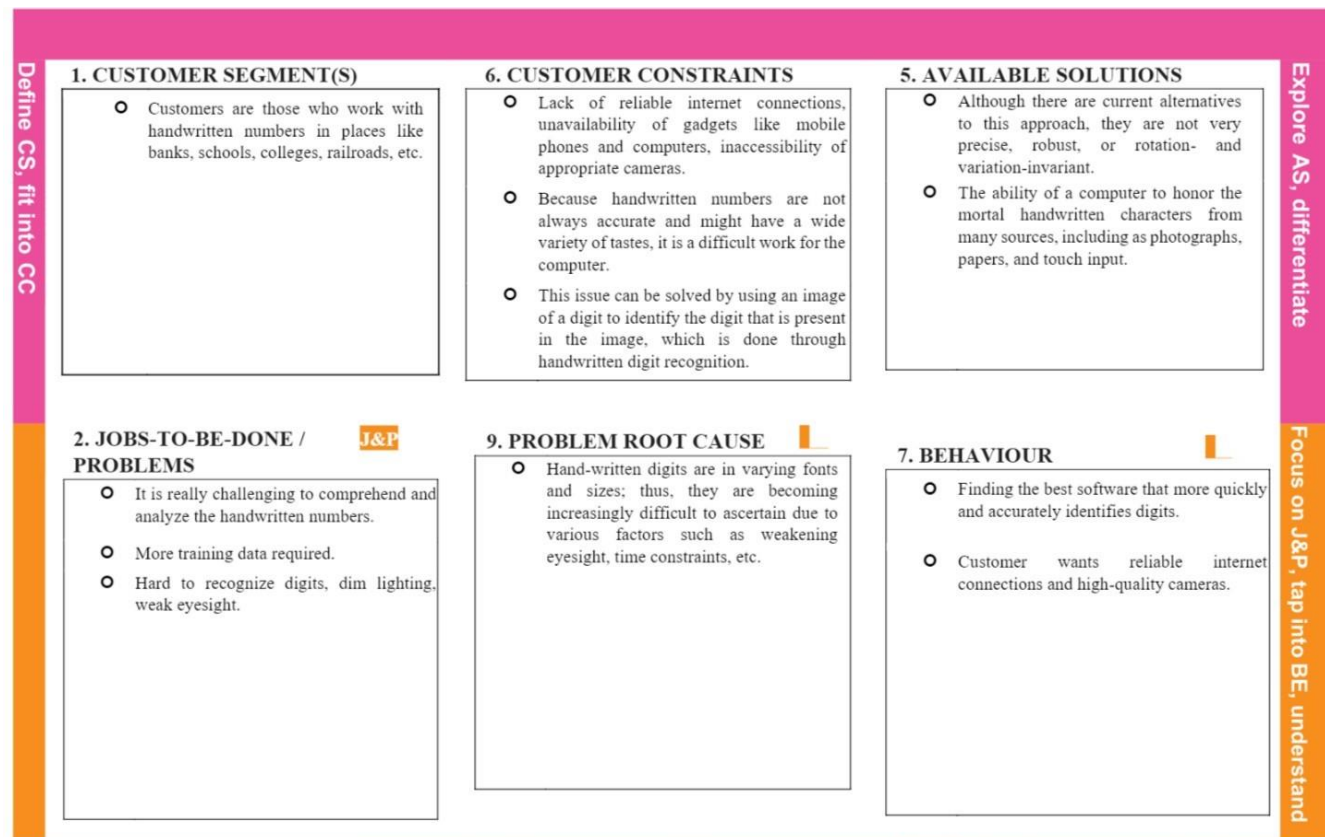 Define CS, fit into CC
1. CUSTOMER SEGMENT(S)
Customers are those who work with
handwritten numbers in places like
banks, schools, colleges, railroads, etc.
6. CUSTOMER CONSTRAINTS
Lack of reliable internet connections,
unavailability of gadgets like mobile
phones and computers, inaccessibility of
appropriate cameras.
Because handwritten numbers are not
always accurate and might have a wide
variety of tastes, it is a difficult work for the
computer.
This issue can be solved by using an image
of a digit to identify the digit that is present
in the image, which is done through
handwritten digit recognition.
5. AVAILABLE SOLUTIONS
Although there are current alternatives
to this approach, they are not very
precise, robust, or rotation- and
variation-invariant.
The ability of a computer to honor the
mortal handwritten characters from
many sources, including as photographs,
papers, and touch input.
Explore AS, differentiate
2. JOBS-TO-BE-DONE /
PROBLEMS
J&P
It is really challenging to comprehend and
analyze the handwritten numbers.
More training data required.
Hard to recognize digits, dim lighting,
weak eyesight.
9. PROBLEM ROOT CAUSE
Hand-written digits are in varying fonts
and sizes; thus, they are becoming
increasingly difficult to ascertain due to
various factors such as weakening
eyesight, time constraints, etc.
7. BEHAVIOUR
Finding the best software that more quickly
and accurately identifies digits.
Customer wants reliable internet
connections and high-quality cameras.
Focus on J&P, tap into BE, understand